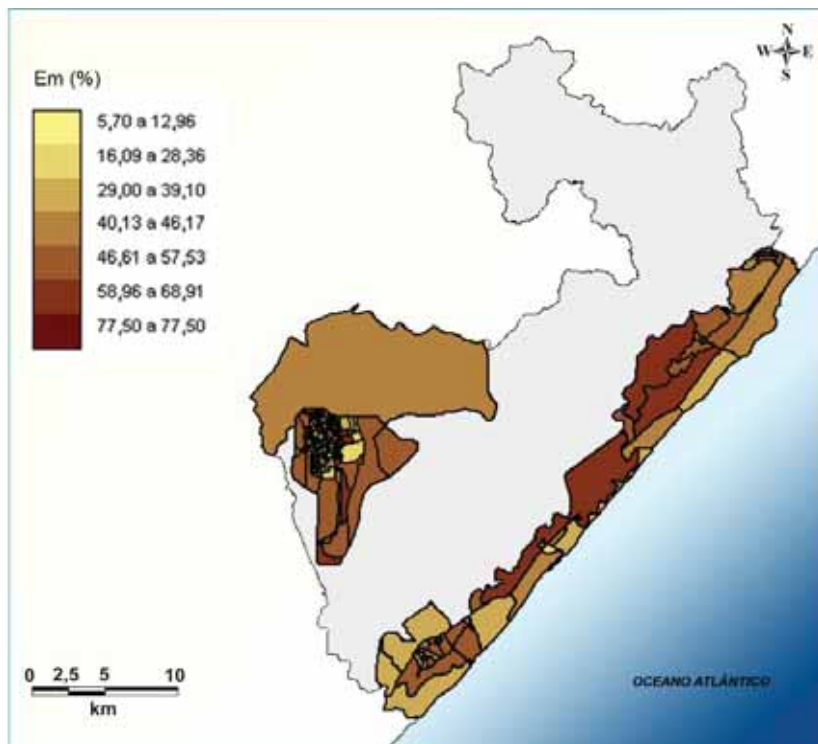 N
W E
S
Em (%)
5,70 a 12,96
16,09 a 28,36
29,00 a 39,10
40,13 a 46,17
46,61 a 57,53
58,96 a 68,91
77,50 a 77,50
0 2,5 5 10
km
OCEANO ATLÁNTICO